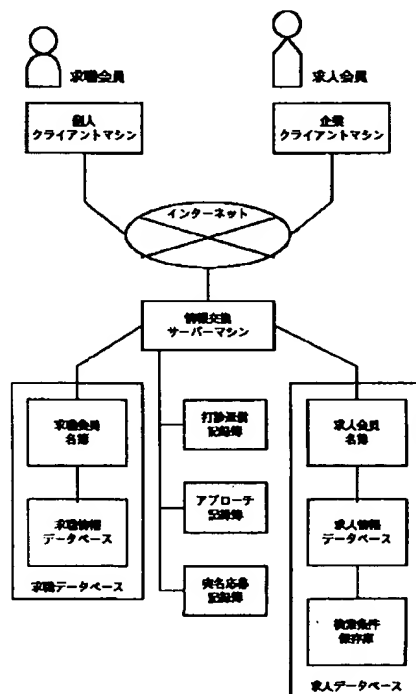 求職会員
求人会員
個人
クライアントマシン
企業
クライアントマシン
インターネット
情報交換
サーバーマシン
求職会員
名簿
打診返信
記録簿
求人会員
名簿
求職情報
データベース
アプローチ
記録簿
求人情報
データベース
求職データベース
実名応募
記録簿
検索条件
保存庫
求人データベース